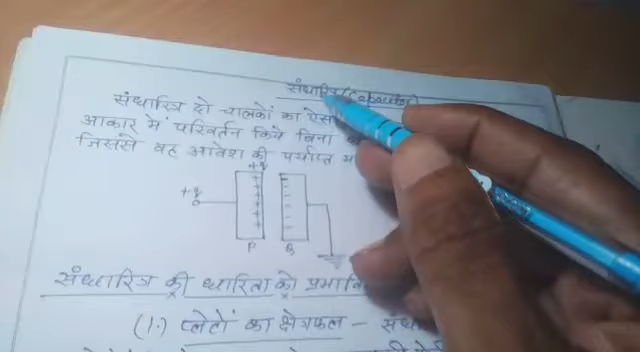 संधारित्र (Capacitor)
संधारित्र दो चालकों का ऐसा
आकार में परिवर्तन किये बिना
जिससे वह आवेश की पर्याप्त
+q
+q
P Q
संधारित्र की धारिता को प्रभावि
(1.) प्लेटों का क्षेत्रफल - संधा